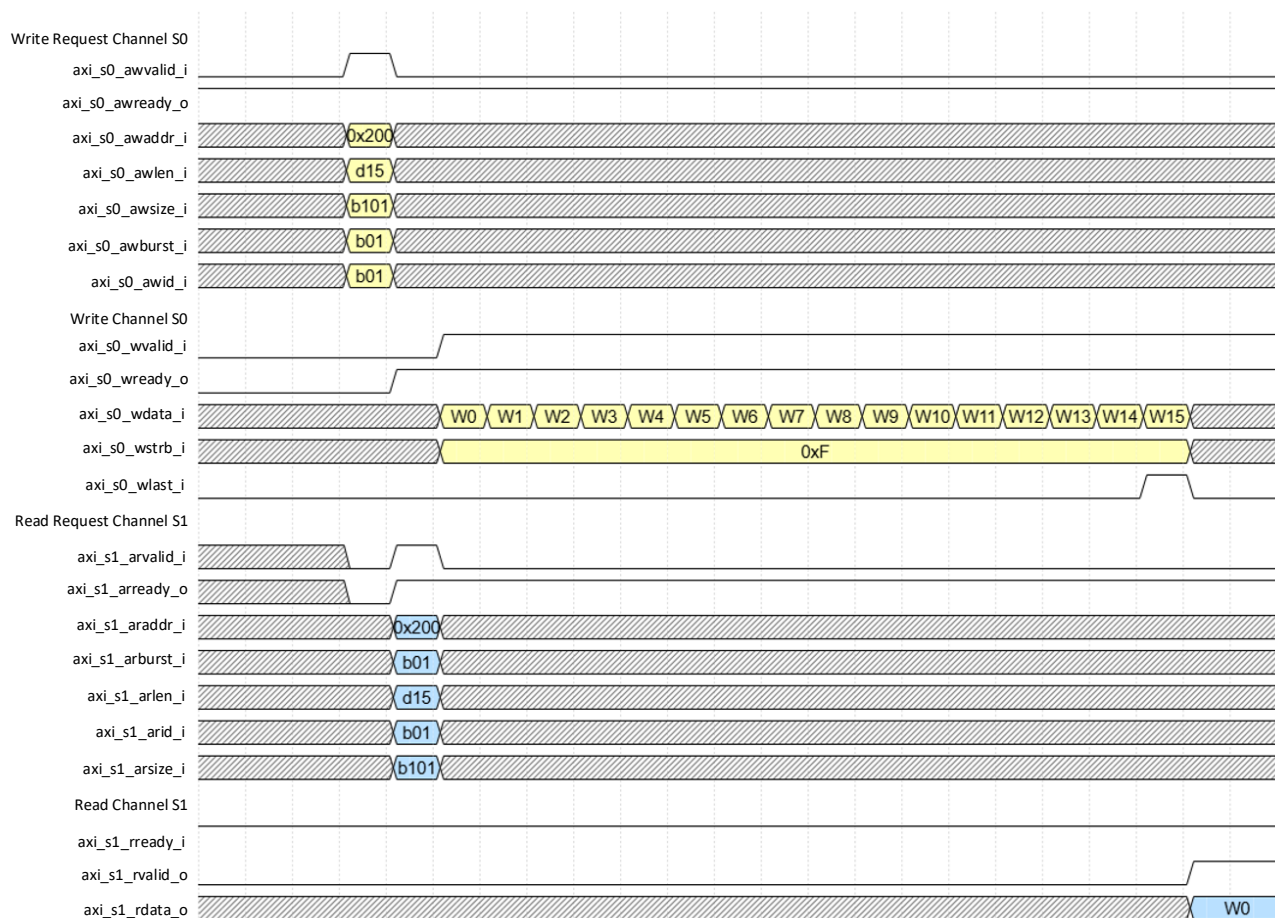 Write Request Channel S0
axi_s0_awvalid_i
axi_s0_awready_o
axi_s0_awaddr_i 0x200
axi_s0_awlen_i d15
axi_s0_awsize_i b101
axi_s0_awburst_i b01
axi_s0_awid_i b01
Write Channel S0
axi_s0_wvalid_i
axi_s0_wready_o
axi_s0_wdata_i W0 W1 W2 W3 W4 W5 W6 W7 W8 W9 W10 W11 W12 W13 W14 W15
axi_s0_wstrb_i 0xF
axi_s0_wlast_i
Read Request Channel S1
axi_s1_arvalid_i
axi_s1_arready_o
axi_s1_araddr_i 0x200
axi_s1_arburst_i b01
axi_s1_arlen_i d15
axi_s1_arid_i b01
axi_s1_arsize_i b101
Read Channel S1
axi_s1_rready_i
axi_s1_rvalid_o
axi_s1_rdata_o W0